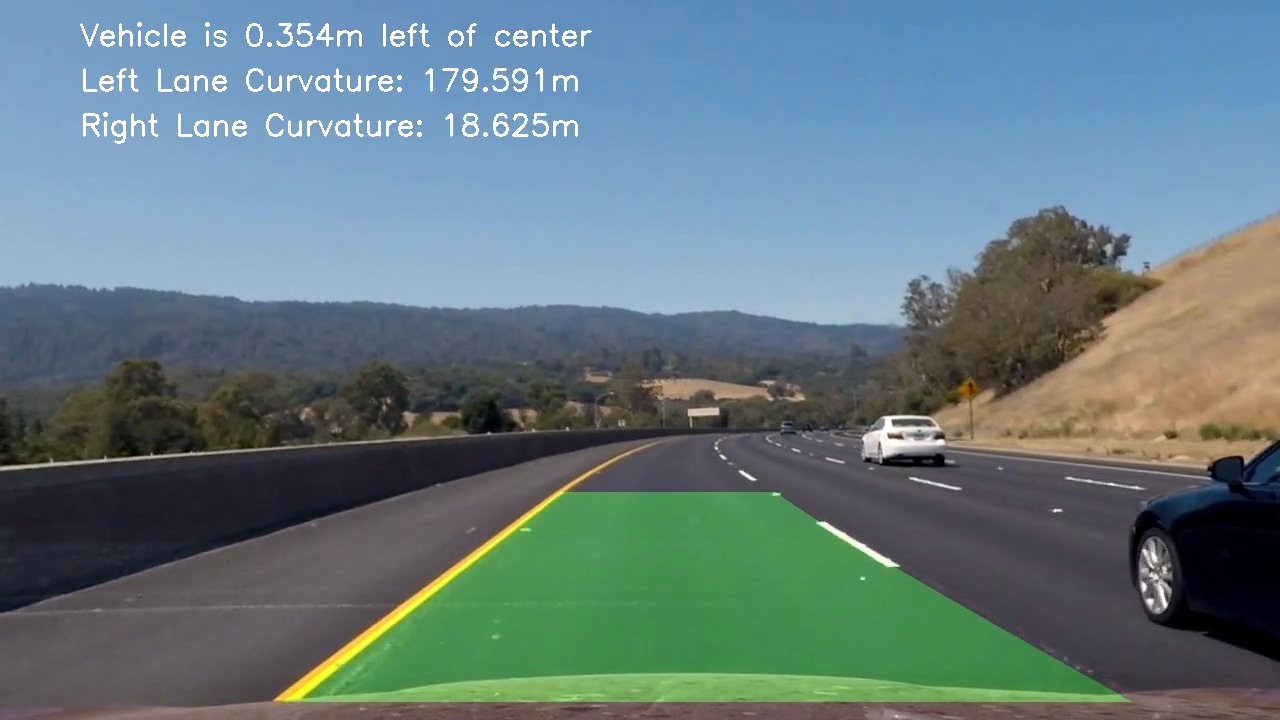 Vehicle is 0.354m left of center
Left Lane Curvature: 179.591m
Right Lane Curvature: 18.625m